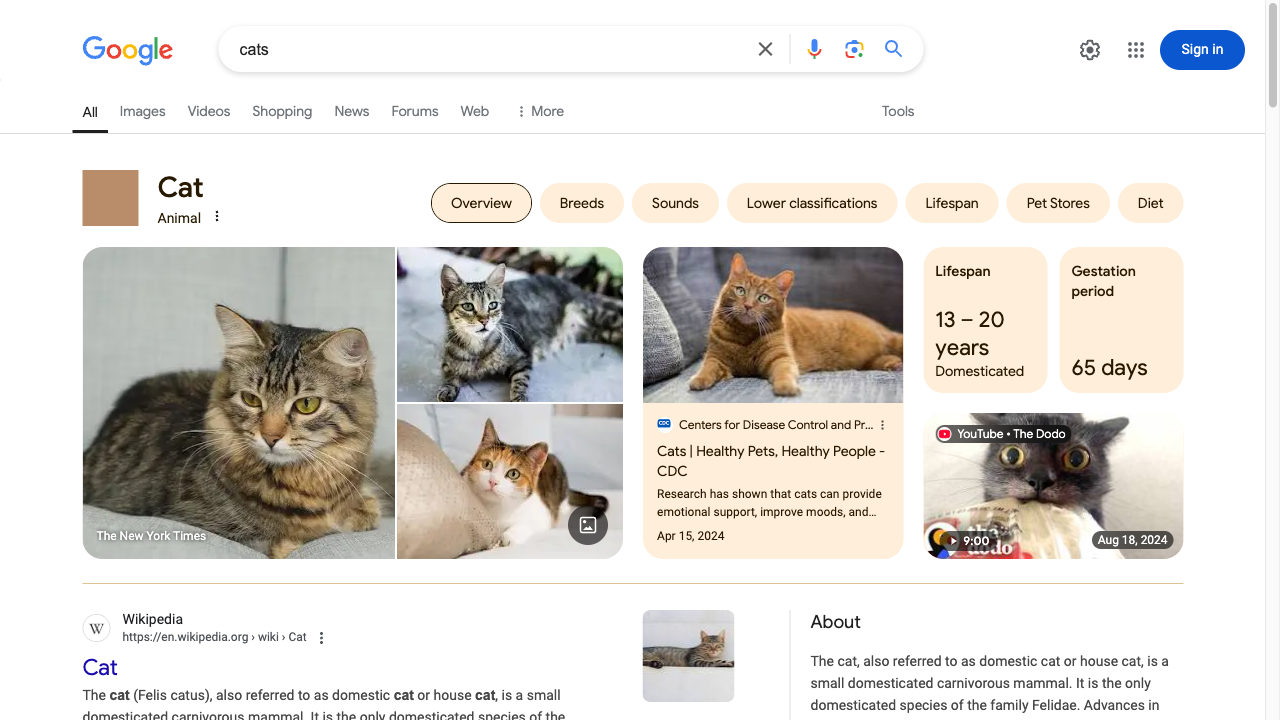 Google
cats
Sign in
All
Images
Videos
Shopping
News
Forums
Web
More
Tools
Cat
Animal
Overview
Breeds
Sounds
Lower classifications
Lifespan
Pet Stores
Diet
The New York Times
CDC
Centers for Disease Control and Pr...
Cats | Healthy Pets, Healthy People -
CDC
Research has shown that cats can provide
emotional support, improve moods, and...
Apr 15, 2024
Lifespan
13 – 20
years
Domesticated
Gestation
period
65 days
YouTube • The Dodo
the
dodo
9:00
Aug 18, 2024
W
Wikipedia
https://en.wikipedia.org › wiki › Cat
Cat
The cat (Felis catus), also referred to as domestic cat or house cat, is a small
domesticated carnivorous mammal. It is the only domesticated species of the
About
The cat, also referred to as domestic cat or house cat, is a
small domesticated carnivorous mammal. It is the only
domesticated species of the family Felidae. Advances in